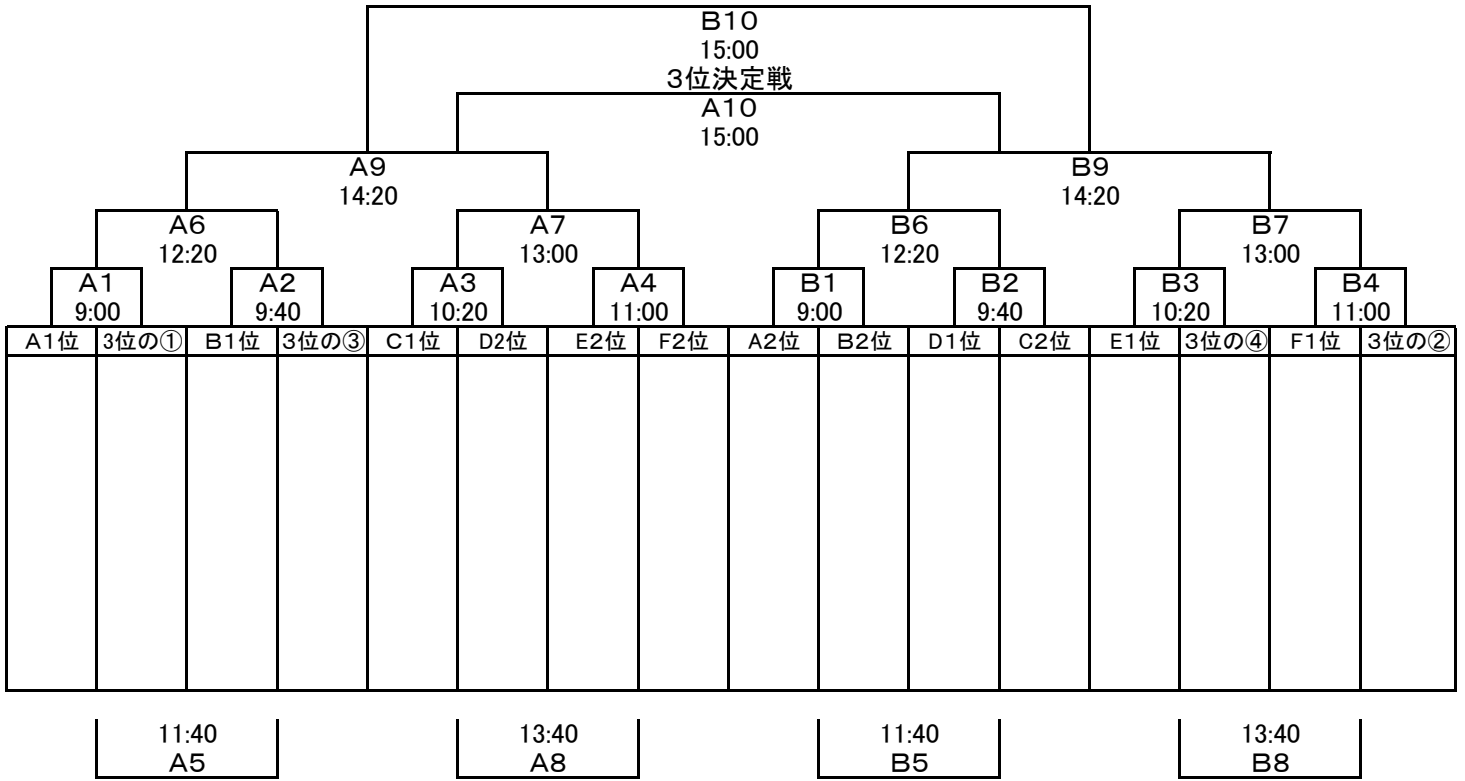 Ｂ１０
15:00
３位決定戦
Ａ１０
15:00
Ａ９
14:20
Ｂ９
14:20
Ａ６
12:20
Ａ７
13:00
Ｂ６
12:20
Ｂ７
13:00
Ａ１
9:00
Ａ２
9:40
Ａ３
10:20
Ａ４
11:00
Ｂ１
9:00
Ｂ２
9:40
Ｂ３
10:20
Ｂ４
11:00
Ａ１位 3位の① Ｂ１位 3位の③ Ｃ１位 D2位 E2位 F2位 A2位 B2位 D1位 C2位 E1位 3位の④ F1位 3位の②
11:40
Ａ５
13:40
Ａ８
11:40
Ｂ５
13:40
Ｂ８